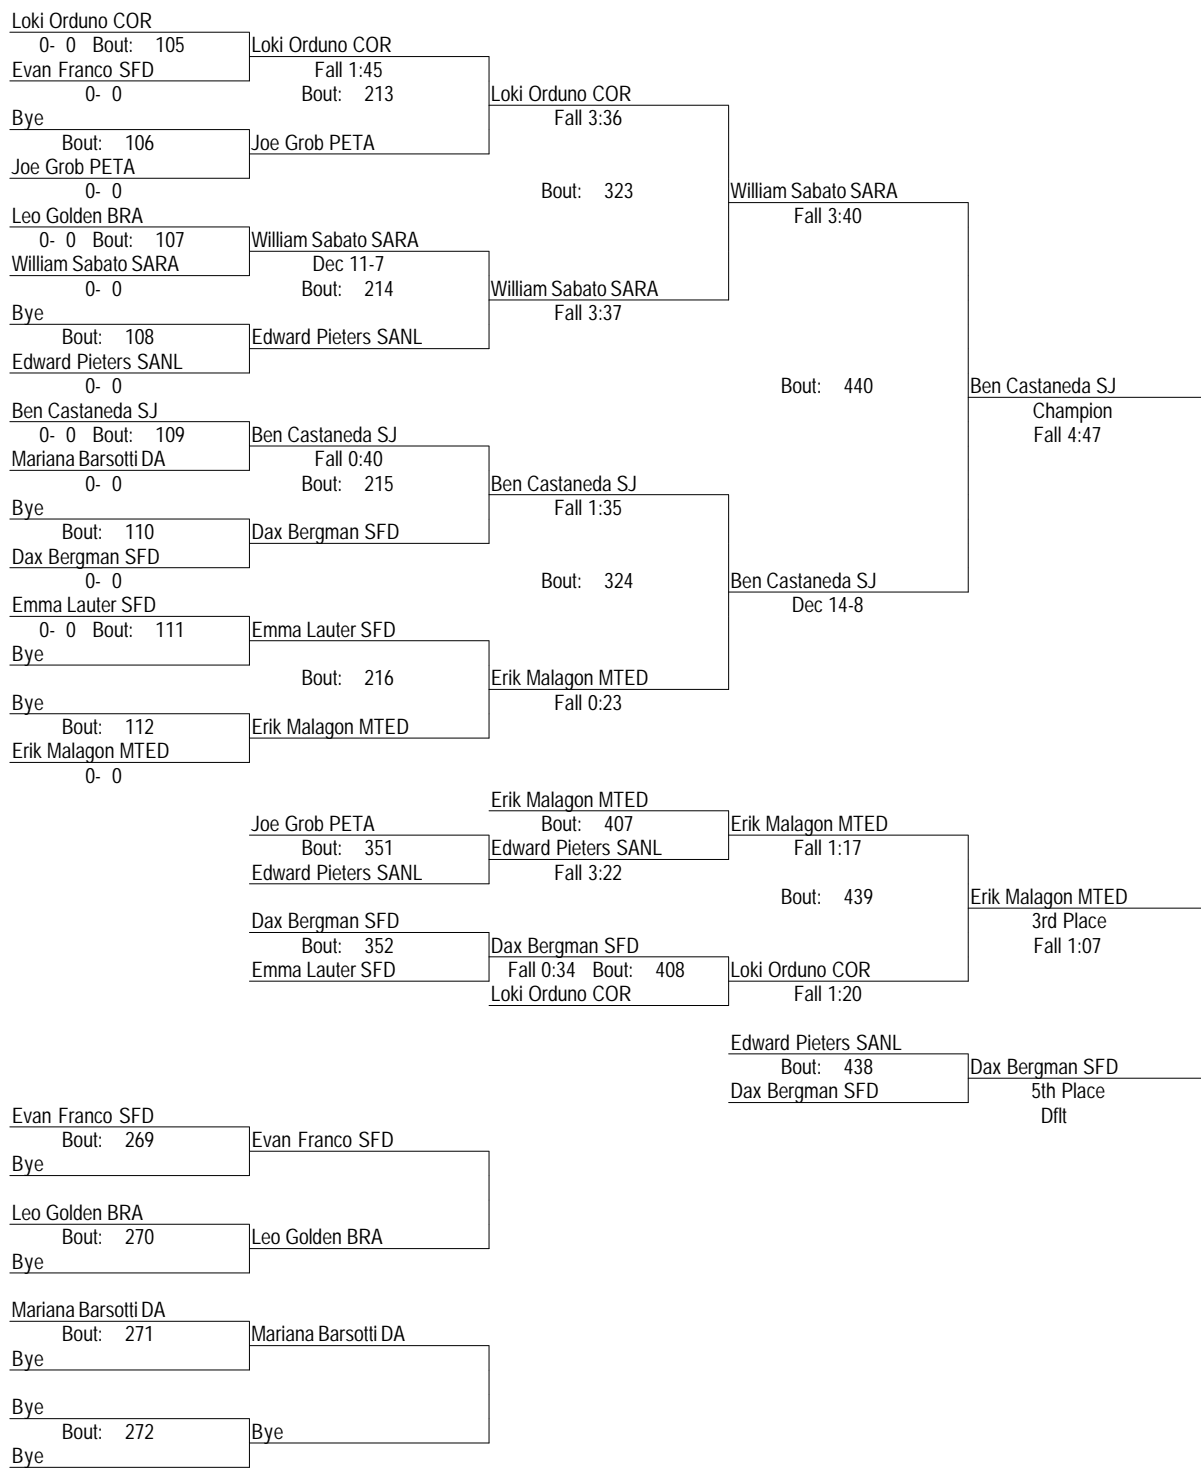 Loki Orduno COR
0- 0 Bout: 105
Evan Franco SFD
0- 0
Bye
Bout: 106
Joe Grob PETA
0- 0
Leo Golden BRA
0- 0 Bout: 107
William Sabato SARA
0- 0
Bye
Bout: 108
Edward Pieters SANL
0- 0
Ben Castaneda SJ
0- 0 Bout: 109
Mariana Barsotti DA
0- 0
Bye
Bout: 110
Dax Bergman SFD
0- 0
Emma Lauter SFD
0- 0 Bout: 111
Bye
Bye
Bout: 112
Erik Malagon MTED
0- 0
Loki Orduno COR
Fall 1:45
Bout: 213
Joe Grob PETA
William Sabato SARA
Dec 11-7
Bout: 214
Edward Pieters SANL
Ben Castaneda SJ
Fall 0:40
Bout: 215
Dax Bergman SFD
Emma Lauter SFD
Bout: 216
Erik Malagon MTED
Loki Orduno COR
Fall 3:36
Bout: 323
William Sabato SARA
Fall 3:37
Ben Castaneda SJ
Fall 1:35
Bout: 324
Erik Malagon MTED
Fall 0:23
William Sabato SARA
Fall 3:40
Bout: 440
Ben Castaneda SJ
Dec 14-8
Ben Castaneda SJ
Champion
Fall 4:47
Joe Grob PETA
Bout: 351
Edward Pieters SANL
Dax Bergman SFD
Bout: 352
Emma Lauter SFD
Erik Malagon MTED
Bout: 407
Edward Pieters SANL
Fall 3:22
Dax Bergman SFD
Fall 0:34 Bout: 408
Loki Orduno COR
Erik Malagon MTED
Fall 1:17
Bout: 439
Loki Orduno COR
Fall 1:20
Erik Malagon MTED
3rd Place
Fall 1:07
Edward Pieters SANL
Bout: 438
Dax Bergman SFD
Dax Bergman SFD
5th Place
Dflt
Evan Franco SFD
Bout: 269
Bye
Evan Franco SFD
Leo Golden BRA
Bout: 270
Bye
Leo Golden BRA
Mariana Barsotti DA
Bout: 271
Bye
Mariana Barsotti DA
Bye
Bout: 272
Bye
Bye